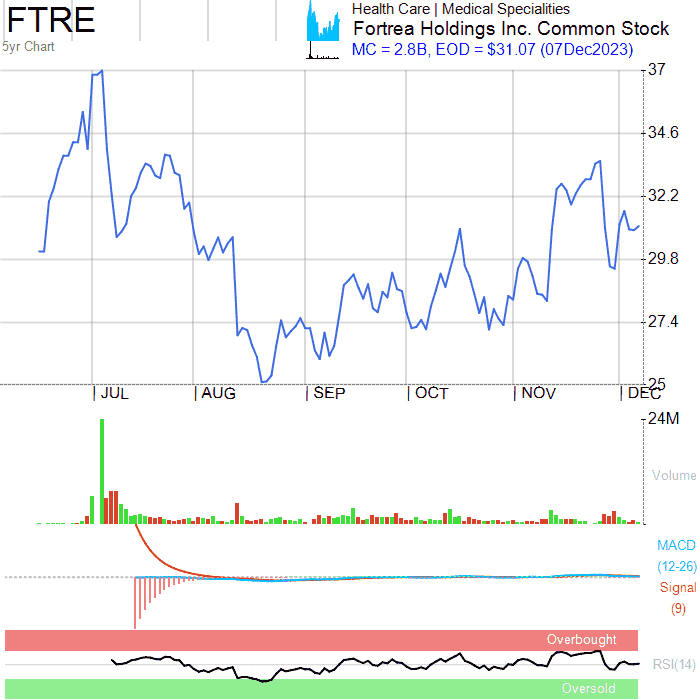 FTRE
5yr Chart
Health Care | Medical Specialities
Fortrea Holdings Inc. Common Stock
MC = 2.8B, EOD = $31.07 (07Dec2023)
37
34.6
32.2
29.8
27.4
25
JUL AUG SEP OCT NOV DEC
24M
Volume
MACD
(12-26)
Signal
(9)
Overbought
RSI(14)
Oversold